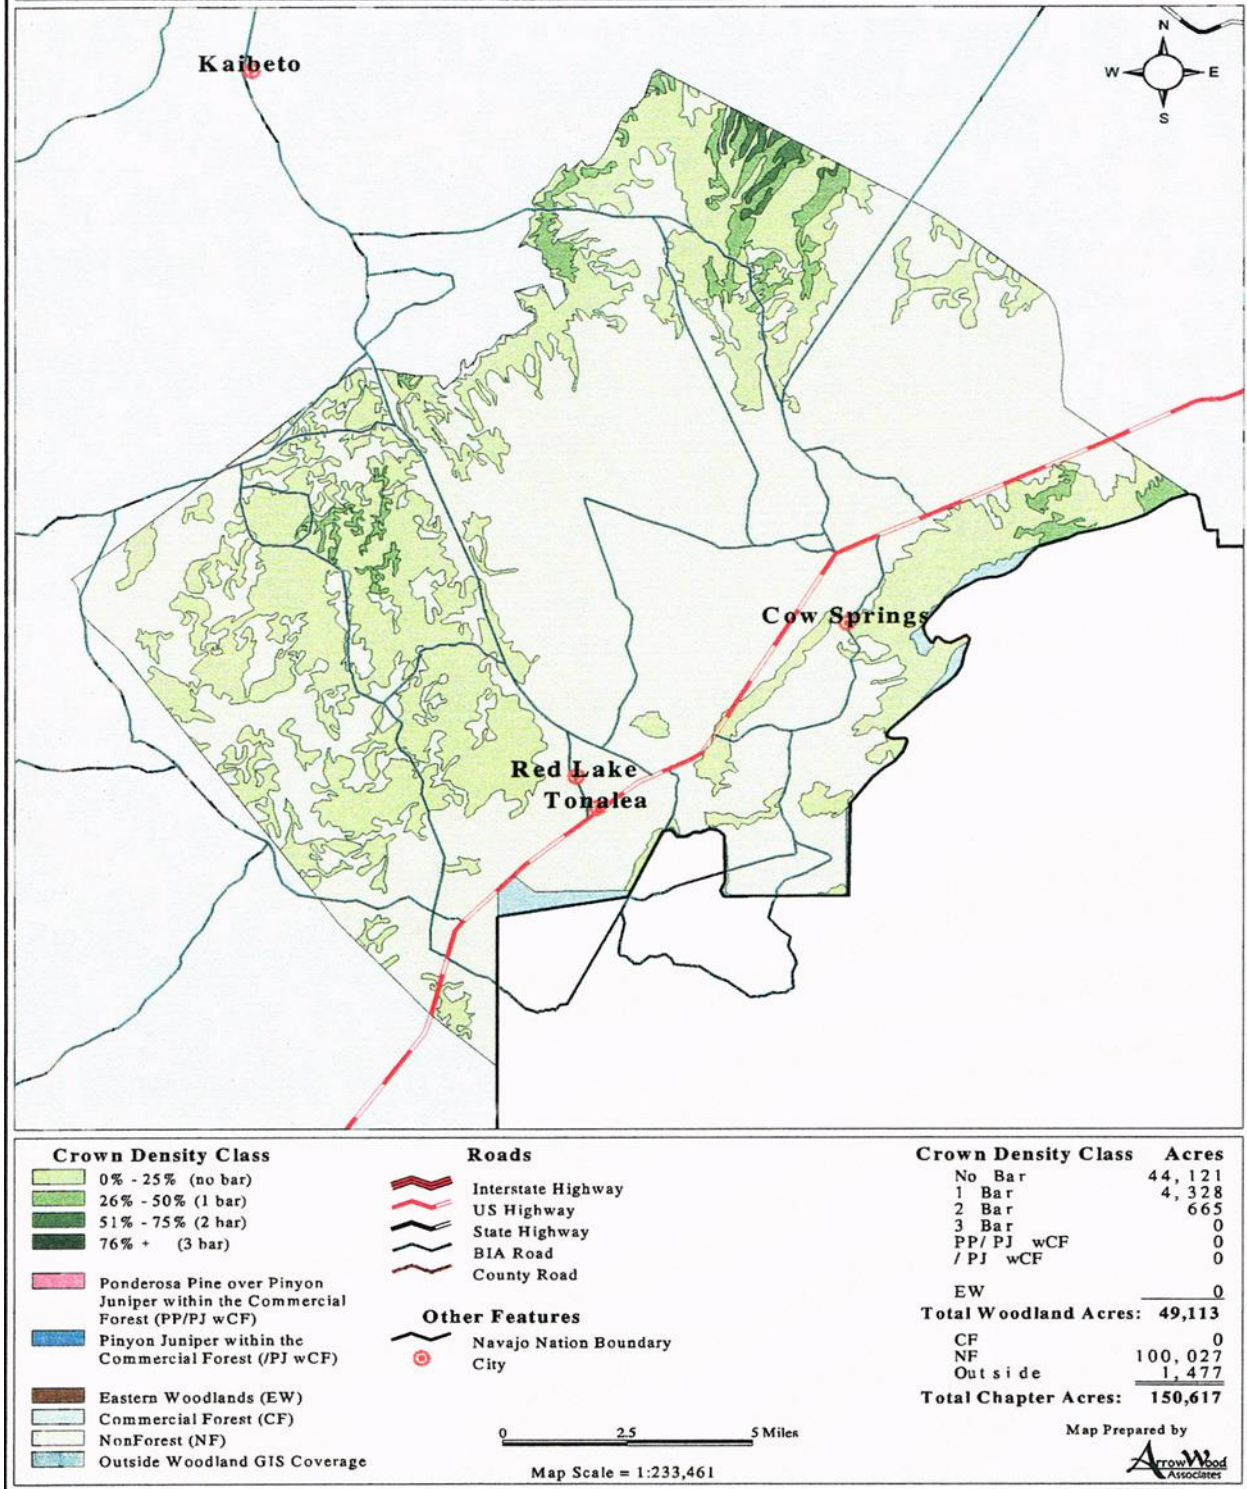 N
W E
S
Kaibeto
Cow Springs
Red Lake
Tonalea
Crown Density Class
0% - 25% (no bar)
26% - 50% (1 bar)
51% - 75% (2 bar)
76% + (3 bar)
Ponderosa Pine over Pinyon
Juniper within the Commercial
Forest (PP/PJ wCF)
Pinyon Juniper within the
Commercial Forest (/PJ wCF)
Eastern Woodlands (EW)
Commercial Forest (CF)
NonForest (NF)
Outside Woodland GIS Coverage
Roads
Interstate Highway
US Highway
State Highway
BIA Road
County Road
Other Features
Navajo Nation Boundary
City
0 2.5 5 Miles
Map Scale = 1:233,461
Crown Density Class Acres
No Bar 44,121
1 Bar 4,328
2 Bar 665
3 Bar 0
PP/ PJ wCF 0
/ PJ wCF 0
EW 0
Total Woodland Acres: 49,113
CF 0
NF 100,027
Outside 1,477
Total Chapter Acres: 150,617
Map Prepared by
ArrowWood
Associates